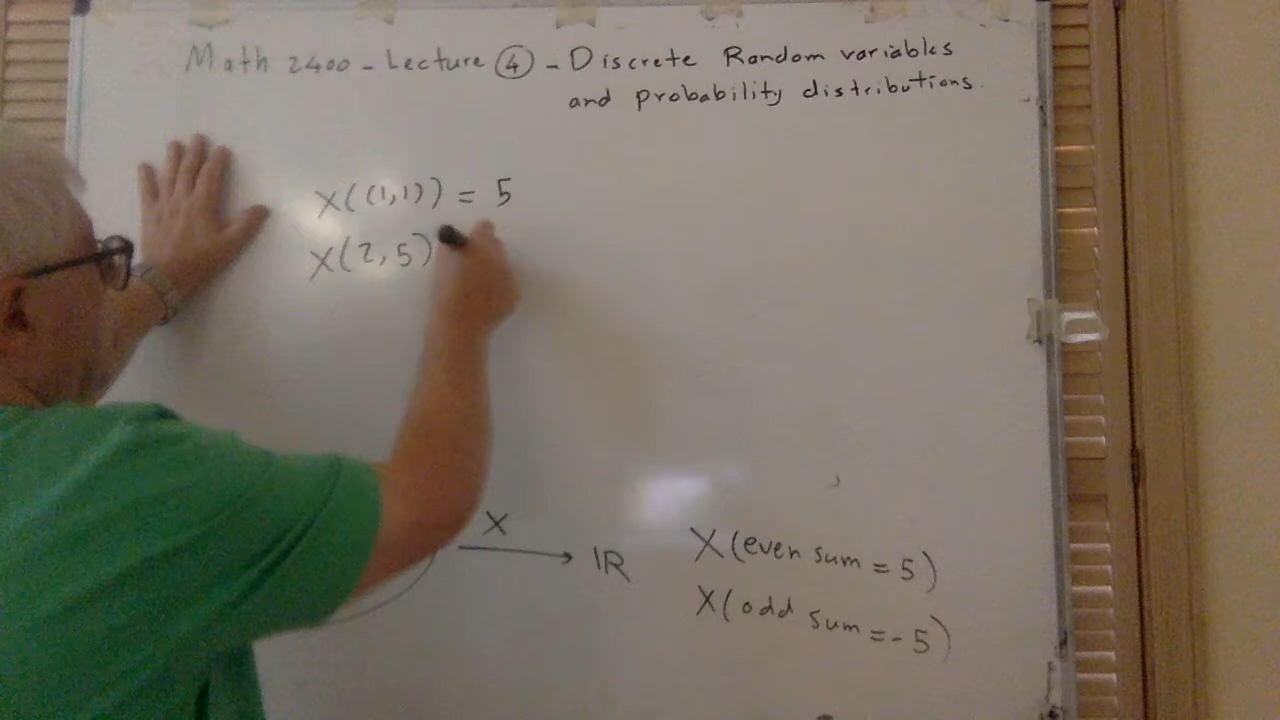 Math 2400 - Lecture ④ - Discrete Random variables
and probability distributions.
X((1,1)) = 5
X(2,5)
X
ℝ
X(even sum = 5)
X(odd sum = -5)